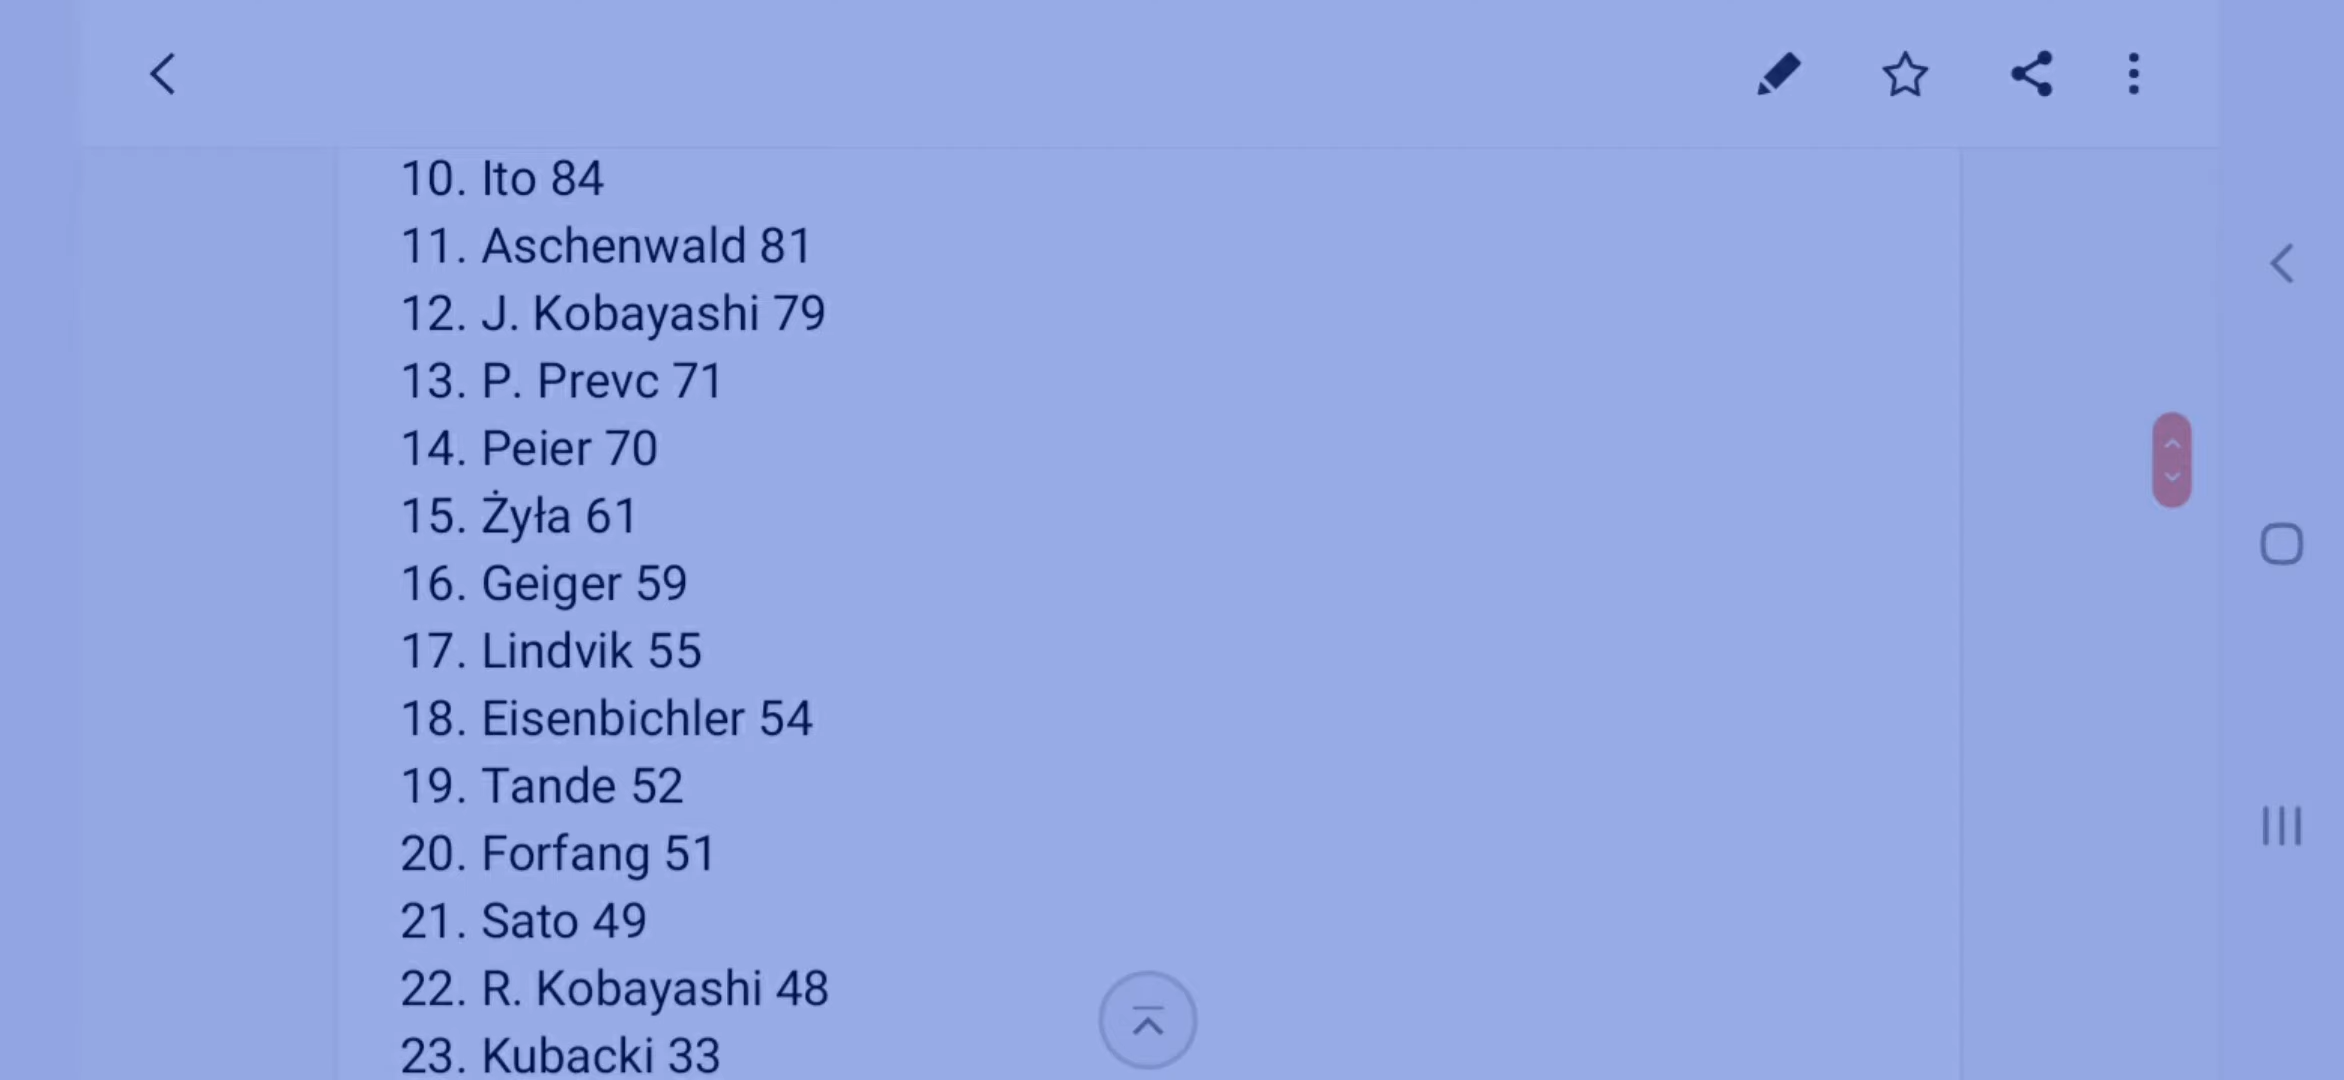 10. Ito 84
11. Aschenwald 81
12. J. Kobayashi 79
13. P. Prevc 71
14. Peier 70
15. Żyła 61
16. Geiger 59
17. Lindvik 55
18. Eisenbichler 54
19. Tande 52
20. Forfang 51
21. Sato 49
22. R. Kobayashi 48
23. Kubacki 33